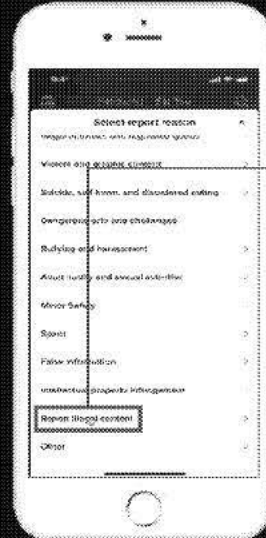 Select report reason
Violent and graphic content
Suicide, self-harm, and disordered eating
Dangerous acts and challenges
Bullying and harassment
Adult nudity and sexual activities
Minor Safety
Spam
False information
Intellectual property infringement
Report illegal content
Other